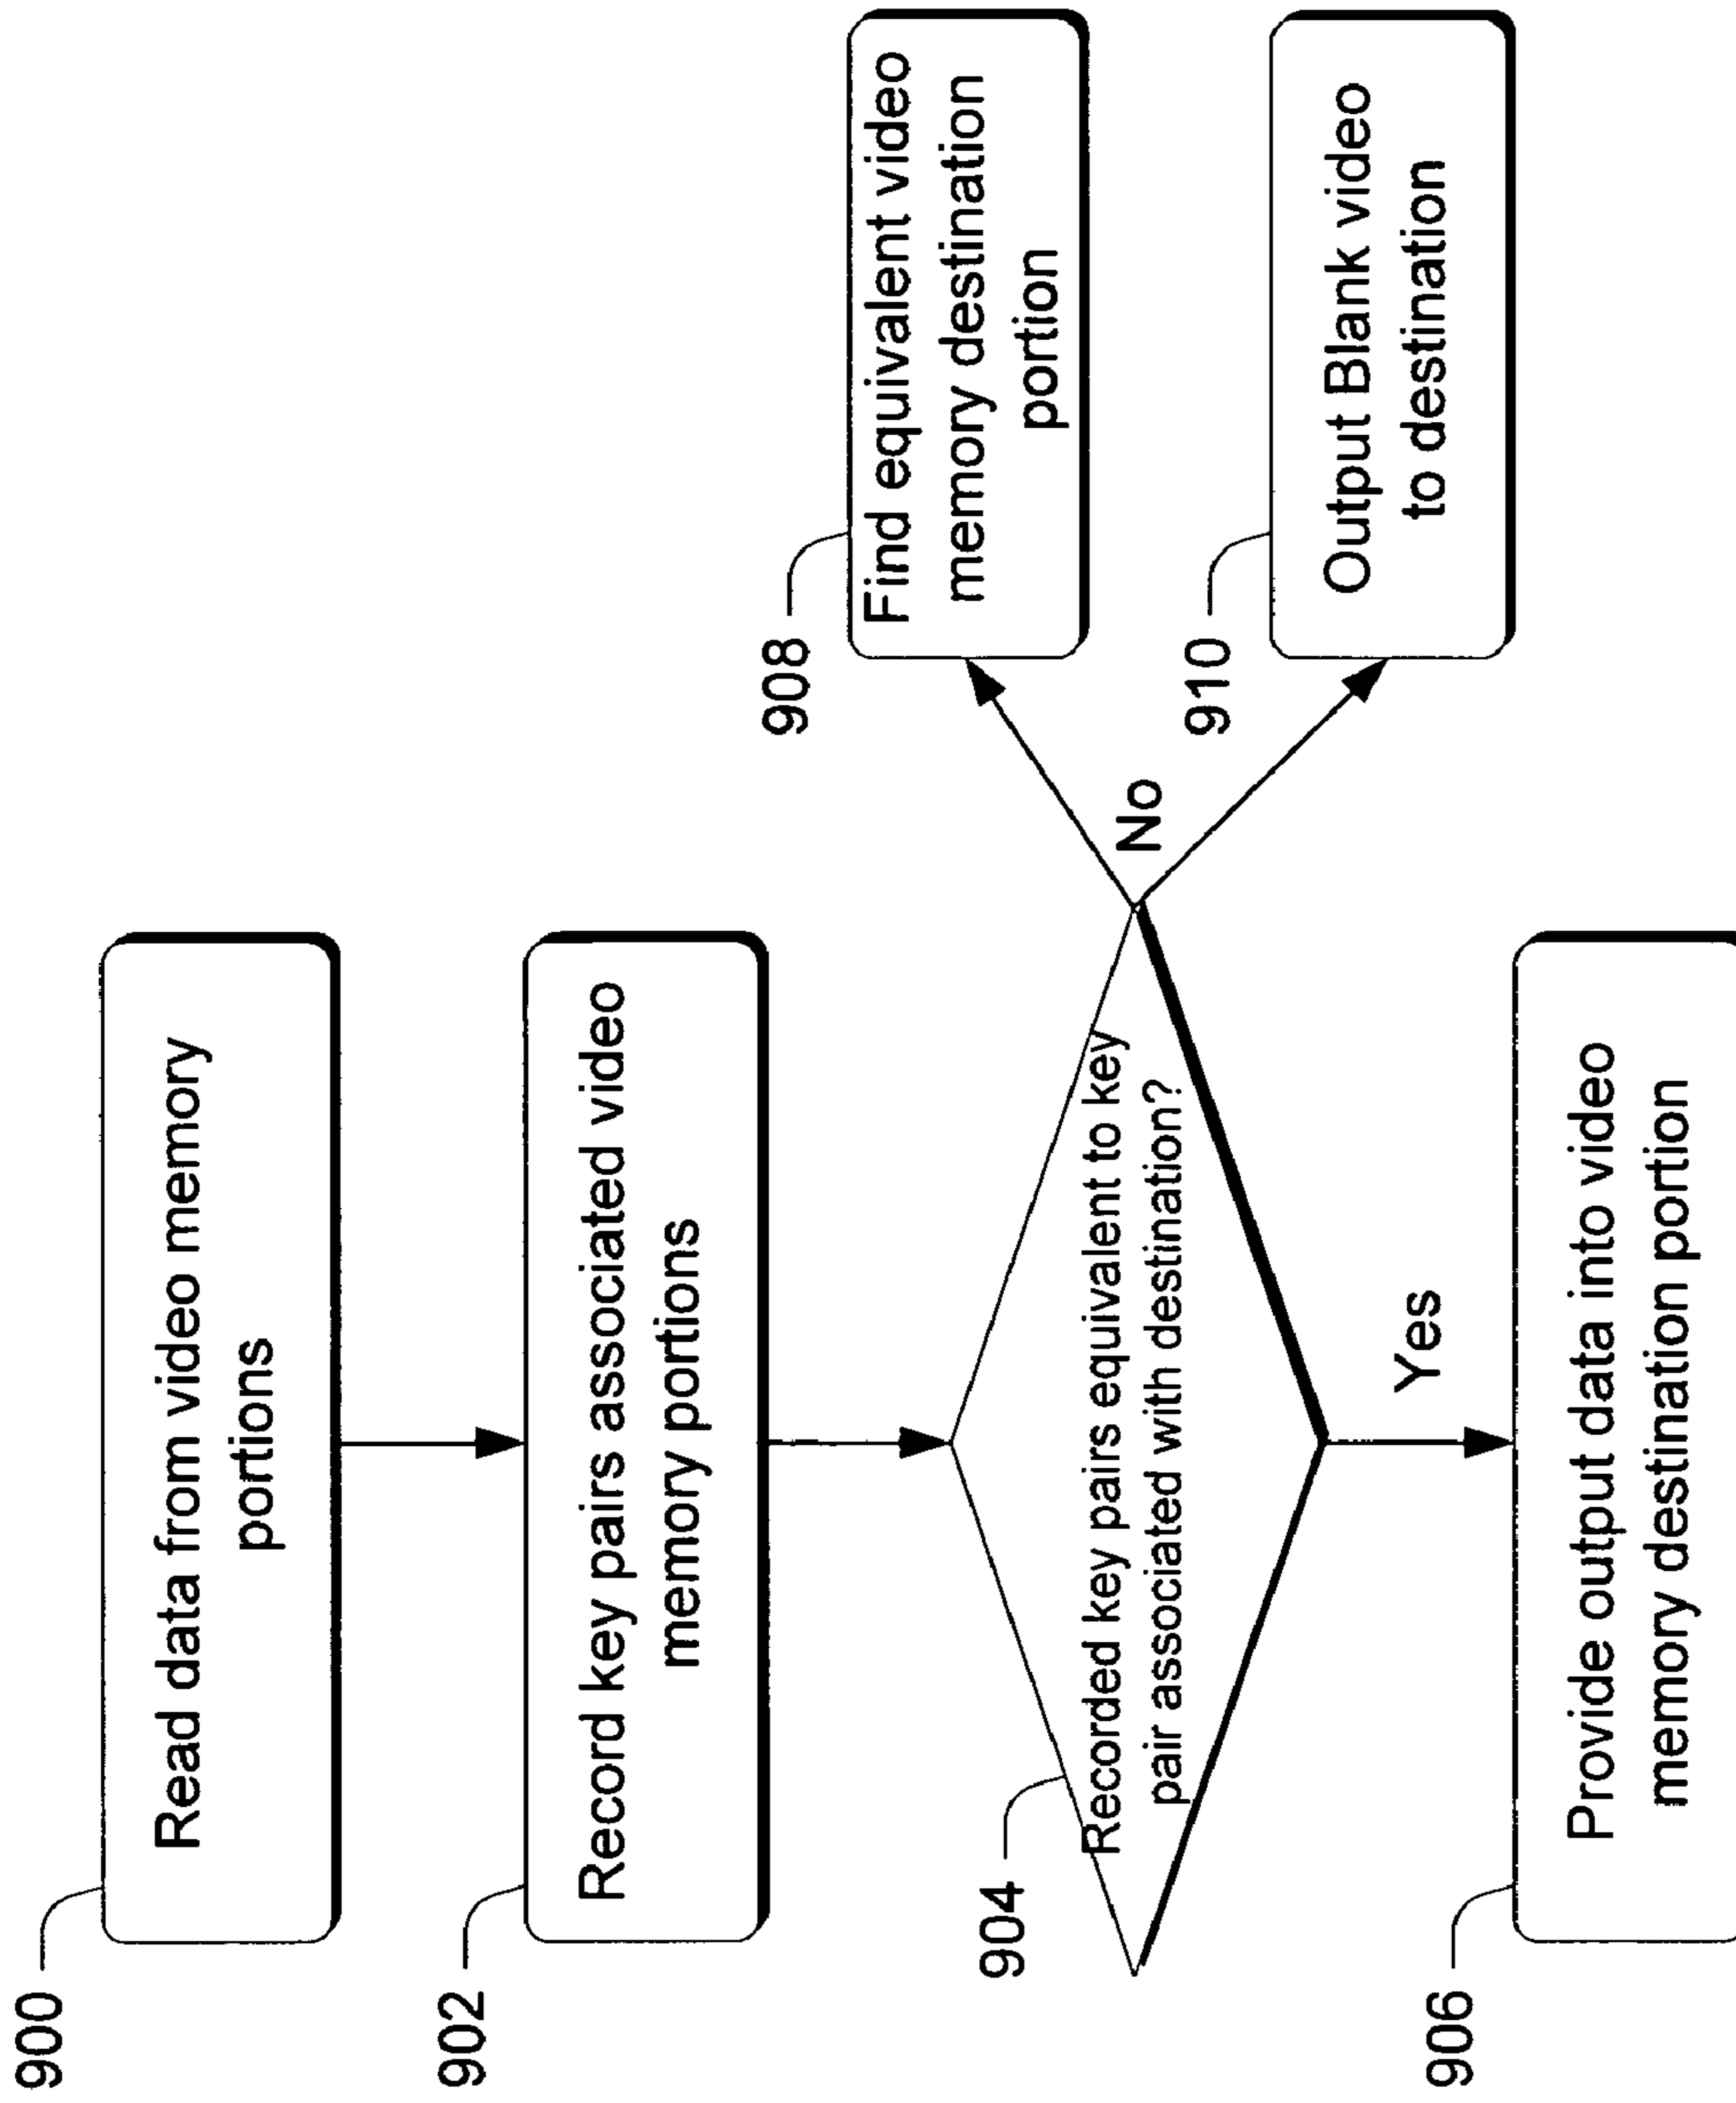 900
Read data from video memory
portions
902
Record key pairs associated video
memory portions
904
Recorded key pairs equivalent to key
pair associated with destination?
No
908
Find equivalent video
memory destination
portion
910
Output Blank video
to destination
Yes
906
Provide output data into video
memory destination portion